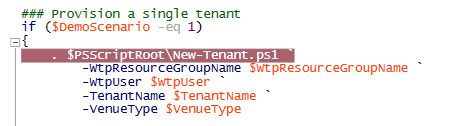 ### Provision a single tenant
if ($DemoScenario -eq 1)
{
    . $PSScriptRoot\New-Tenant.ps1 `
        -WtpResourceGroupName $WtpResourceGroupName `
        -WtpUser $WtpUser `
        -TenantName $TenantName `
        -VenueType $VenueType